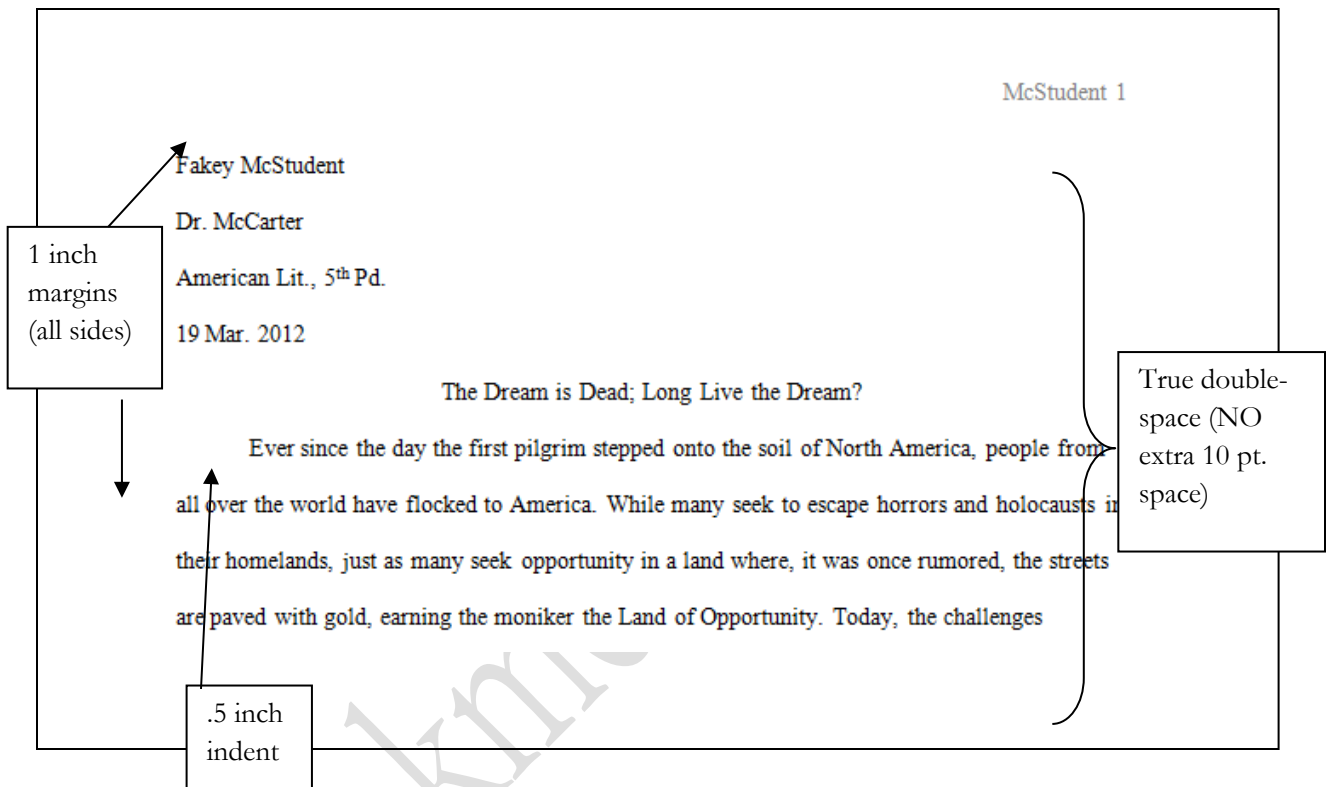 McStudent 1
Fakey McStudent
Dr. McCarter
American Lit., 5th Pd.
19 Mar. 2012
The Dream is Dead; Long Live the Dream?
Ever since the day the first pilgrim stepped onto the soil of North America, people from
all over the world have flocked to America. While many seek to escape horrors and holocausts in
their homelands, just as many seek opportunity in a land where, it was once rumored, the streets
are paved with gold, earning the moniker the Land of Opportunity. Today, the challenges
1 inch
margins
(all sides)
True double-
space (NO
extra 10 pt.
space)
.5 inch
indent